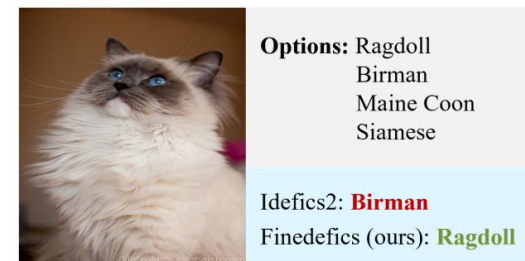 Options: Ragdoll
Birman
Maine Coon
Siamese
Idefics2: Birman
Finedefics (ours): Ragdoll